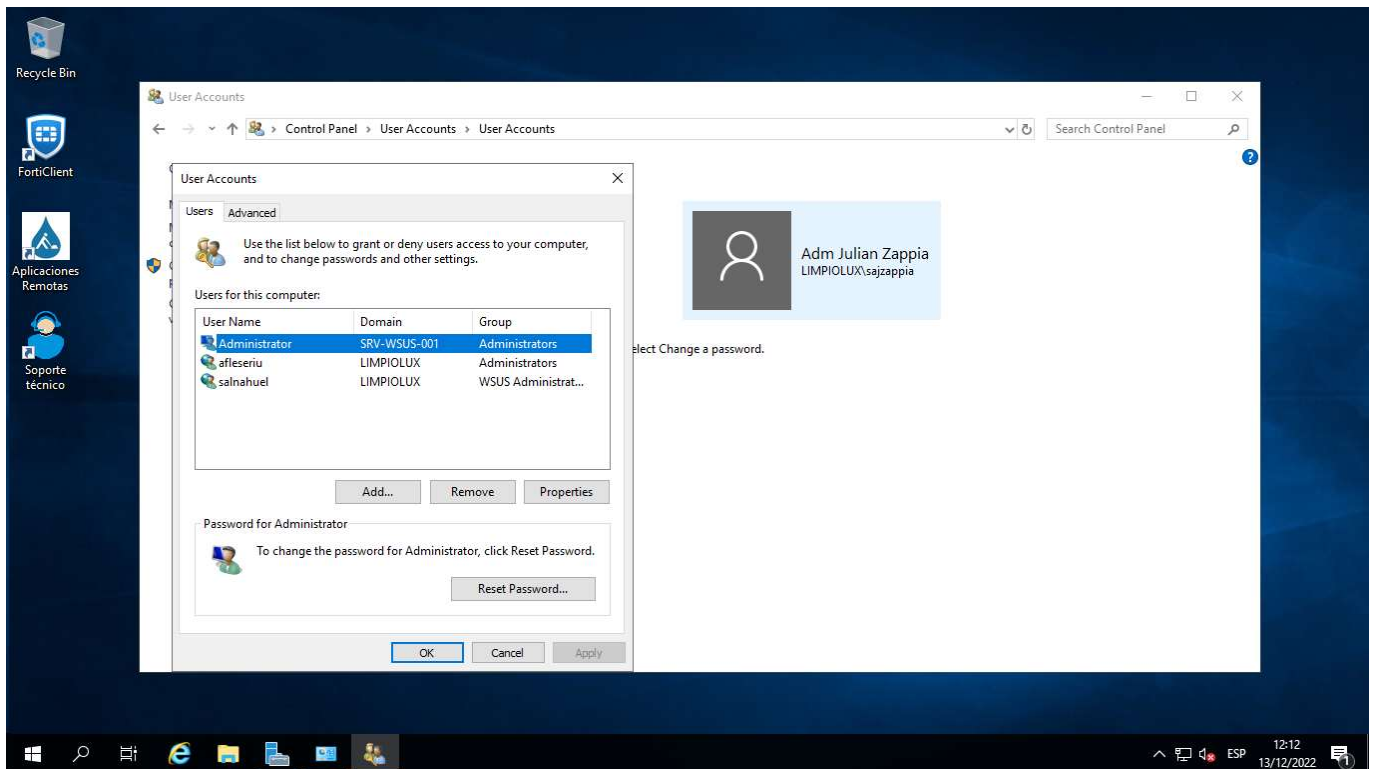 Recycle Bin
FortiClient
Aplicaciones
Remotas
Soporte
técnico
User Accounts
Control Panel > User Accounts > User Accounts
Search Control Panel
User Accounts
Users
Advanced
Use the list below to grant or deny users access to your computer,
and to change passwords and other settings.
Users for this computer:
User Name Domain Group
Administrator SRV-WSUS-001 Administrators
afleseriu LIMPIOLUX Administrators
salnahuel LIMPIOLUX WSUS Administrat...
Add... Remove Properties
Password for Administrator
To change the password for Administrator, click Reset Password.
Reset Password...
OK Cancel Apply
Adm Julian Zappia
LIMPIOLUX\sajzappia
elect Change a password.
ESP
12:12
13/12/2022
1